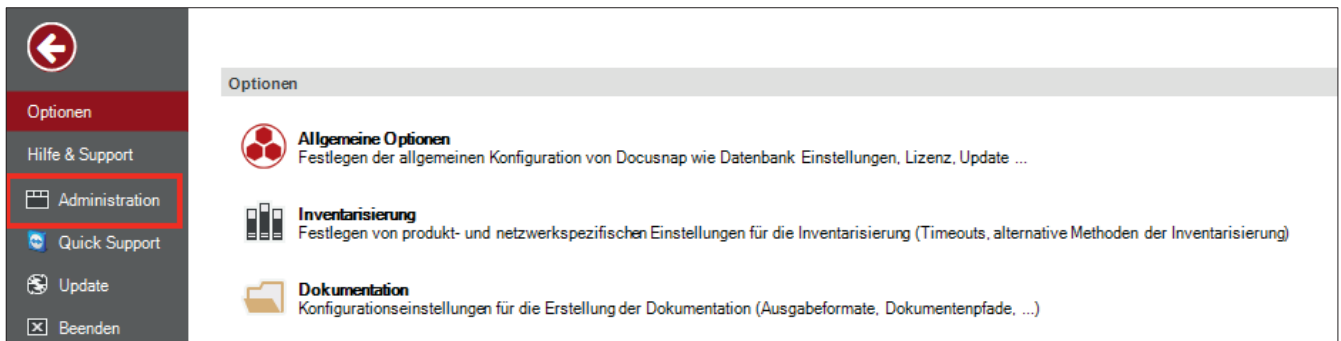 Optionen
Hilfe & Support
Administration
Quick Support
Update
Beenden
Optionen
Allgemeine Optionen
Festlegen der allgemeinen Konfiguration von Docusnap wie Datenbank Einstellungen, Lizenz, Update ...
Inventarisierung
Festlegen von produkt- und netzwerkspezifischen Einstellungen für die Inventarisierung (Timeouts, alternative Methoden der Inventarisierung)
Dokumentation
Konfigurationseinstellungen für die Erstellung der Dokumentation (Ausgabeformate, Dokumentenpfade, ...)